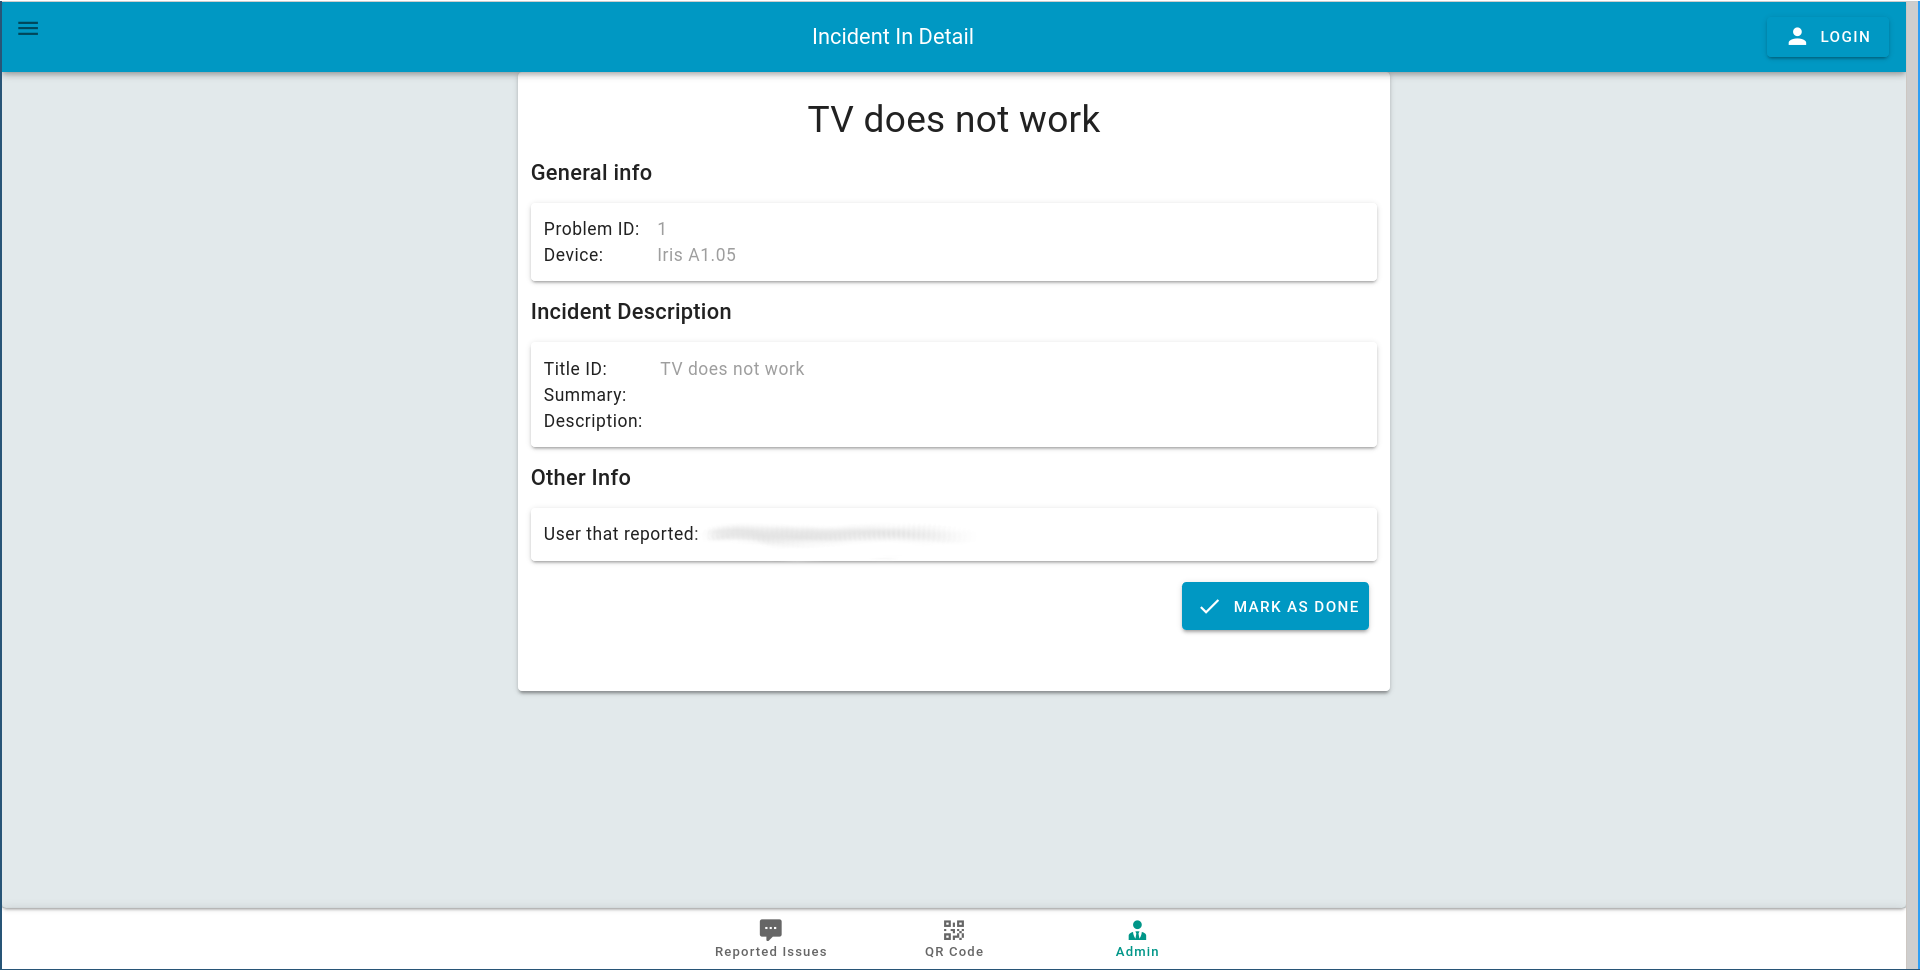 Incident In Detail
LOGIN
TV does not work
General info
Problem ID: 1
Device: Iris A1.05
Incident Description
Title ID: TV does not work
Summary:
Description:
Other Info
User that reported:
MARK AS DONE
Reported Issues
QR Code
Admin